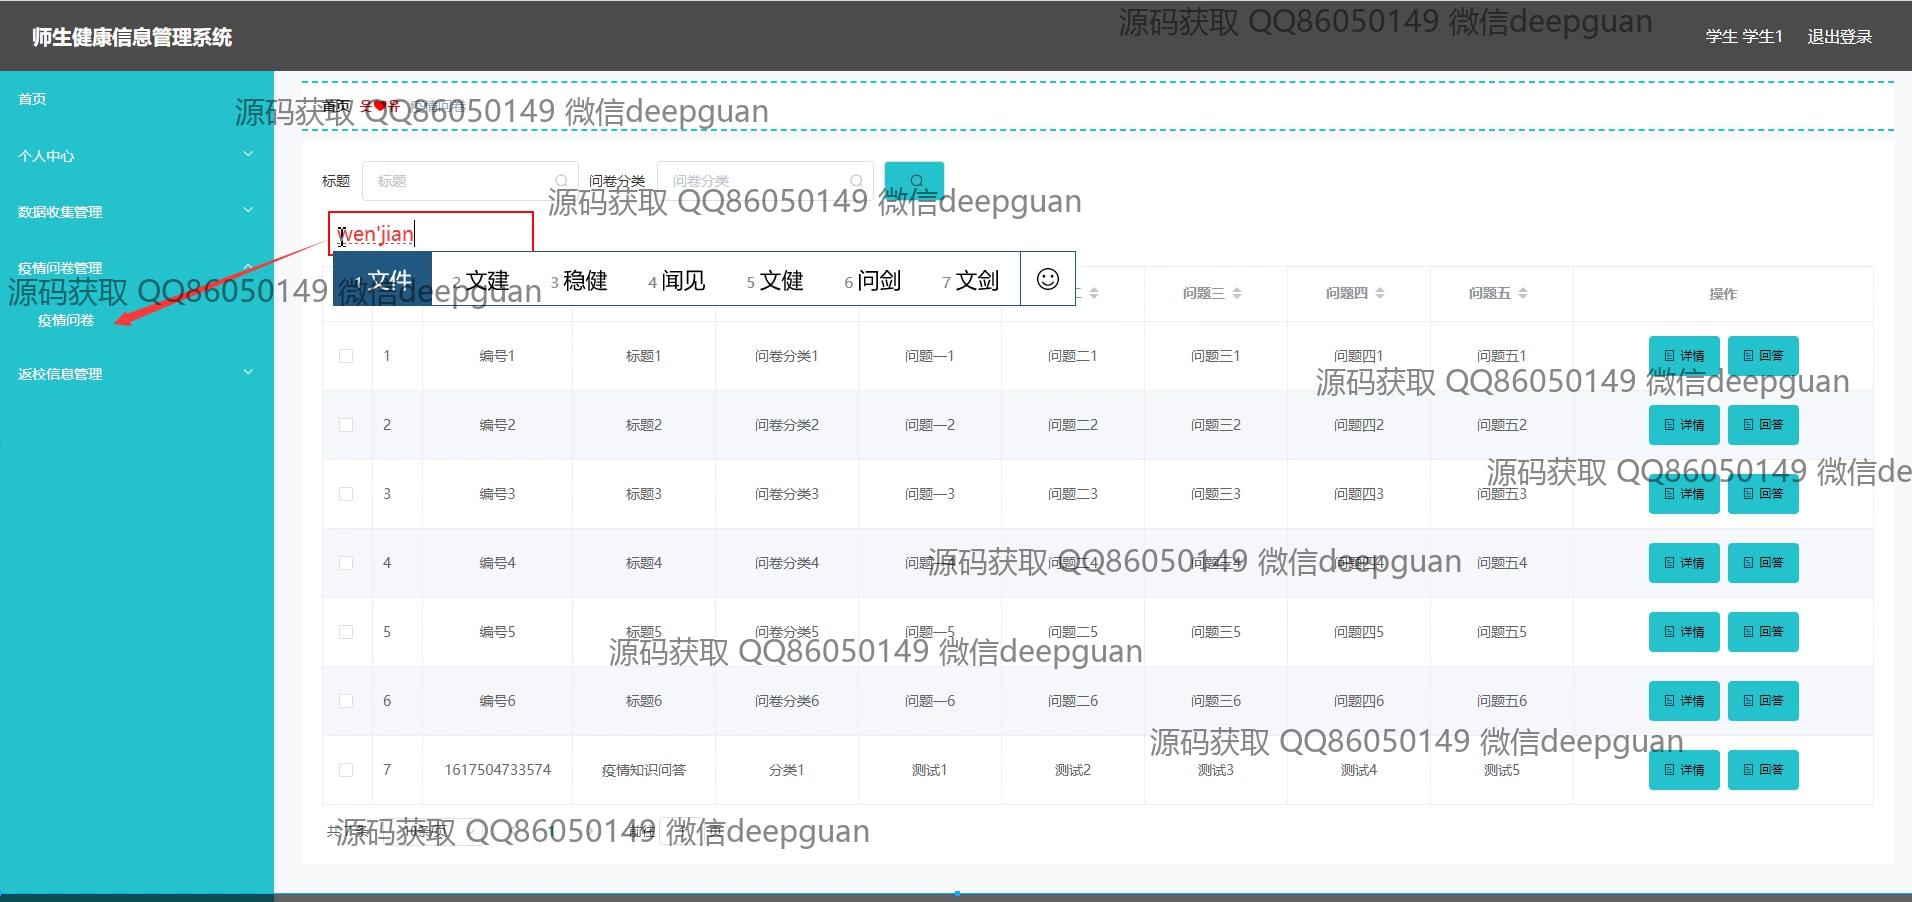 源码获取 QQ86050149 微信deepguan
师生健康信息管理系统
学生 学生1 退出登录
首页
个人中心
数据收集管理
疫情问卷管理
疫情问卷
返校信息管理
首页 疫情问卷
源码获取 QQ86050149 微信deepguan
标题 标题 问卷分类 问卷分类
源码获取 QQ86050149 微信deepguan
wen'jian
1 文件 2 文建 3 稳健 4 闻见 5 文健 6 问剑 7 文剑
源码获取 QQ86050149 微信deepguan
问题三 问题四 问题五 操作
1 编号1 标题1 问卷分类1 问题一1 问题二1 问题三1 问题四1 问题五1 详情 回答
源码获取 QQ86050149 微信deepguan
2 编号2 标题2 问卷分类2 问题一2 问题二2 问题三2 问题四2 问题五2 详情 回答
源码获取 QQ86050149 微信de
3 编号3 标题3 问卷分类3 问题一3 问题二3 问题三3 问题四3 问题五3 详情 回答
4 编号4 标题4 问卷分类4 问题一4 问题二4 问题三4 问题四4 问题五4 详情 回答
源码获取 QQ86050149 微信deepguan
5 编号5 标题5 问卷分类5 问题一5 问题二5 问题三5 问题四5 问题五5 详情 回答
源码获取 QQ86050149 微信deepguan
6 编号6 标题6 问卷分类6 问题一6 问题二6 问题三6 问题四6 问题五6 详情 回答
源码获取 QQ86050149 微信deepguan
7 1617504733574 疫情知识问答 分类1 测试1 测试2 测试3 测试4 测试5 详情 回答
共 7 条 10条/页 1 前往 页
源码获取 QQ86050149 微信deepguan